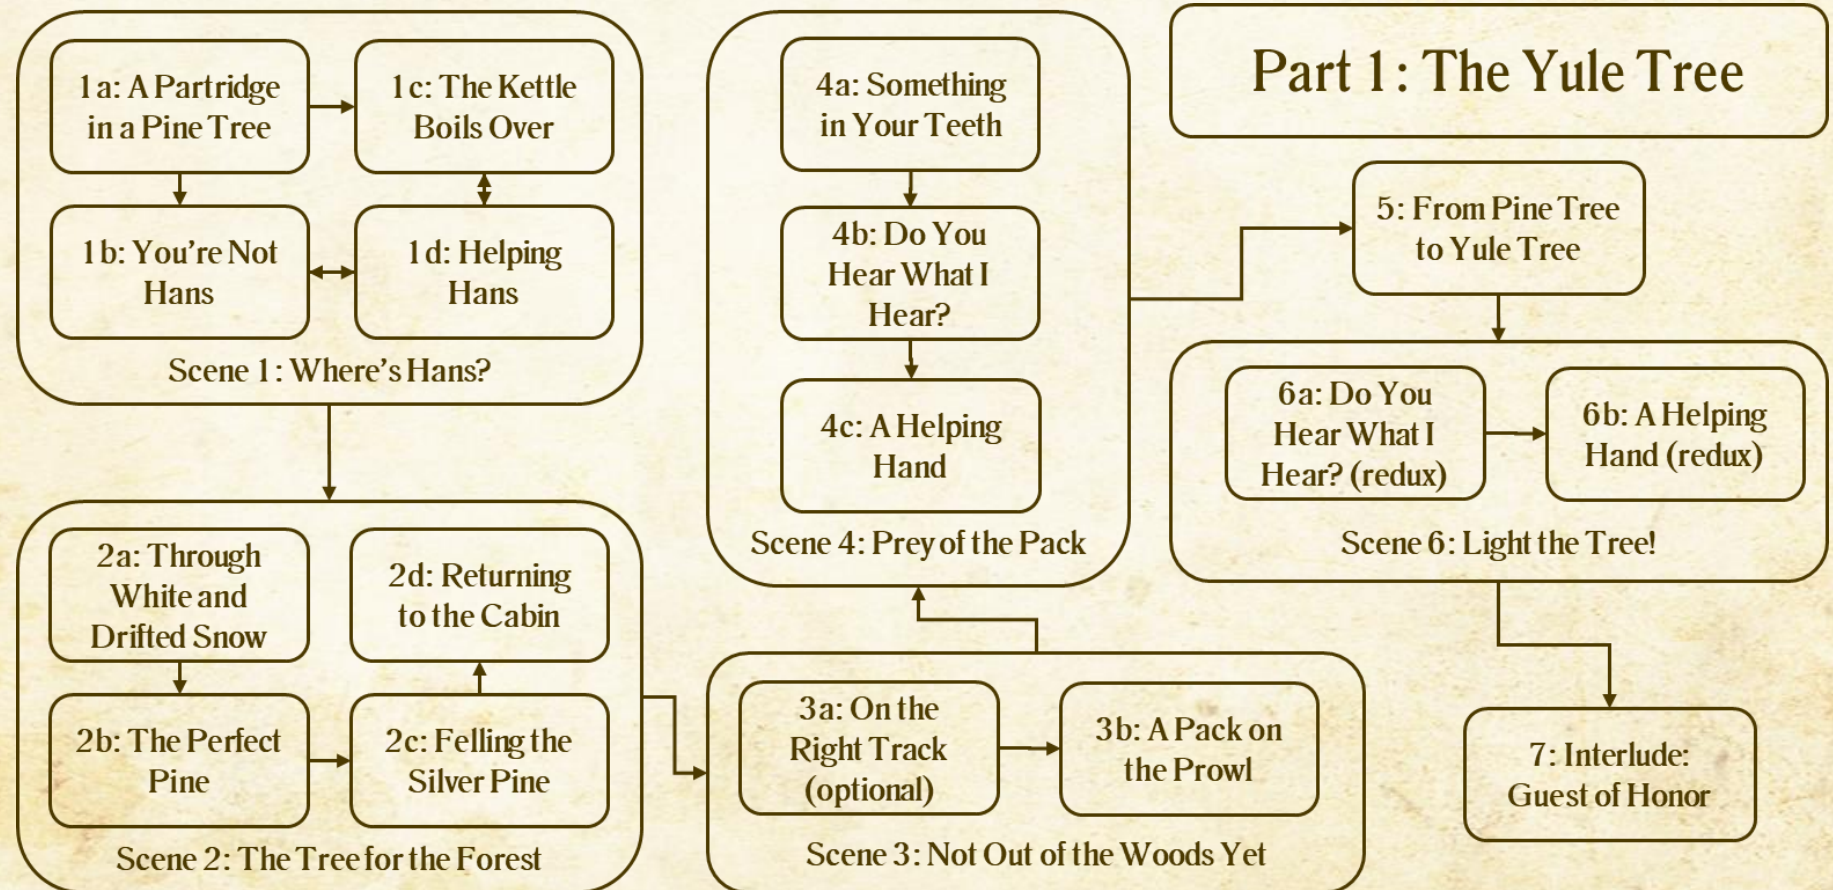 Part 1: The Yule Tree
1a: A Partridge
in a Pine Tree
1c: The Kettle
Boils Over
1b: You're Not
Hans
1d: Helping
Hans
Scene 1: Where's Hans?
2a: Through
White and
Drifted Snow
2d: Returning
to the Cabin
2b: The Perfect
Pine
2c: Felling the
Silver Pine
Scene 2: The Tree for the Forest
3a: On the
Right Track
(optional)
3b: A Pack on
the Prowl
Scene 3: Not Out of the Woods Yet
4a: Something
in Your Teeth
4b: Do You
Hear What I
Hear?
4c: A Helping
Hand
Scene 4: Prey of the Pack
5: From Pine Tree
to Yule Tree
6a: Do You
Hear What I
Hear? (redux)
6b: A Helping
Hand (redux)
Scene 6: Light the Tree!
7: Interlude:
Guest of Honor